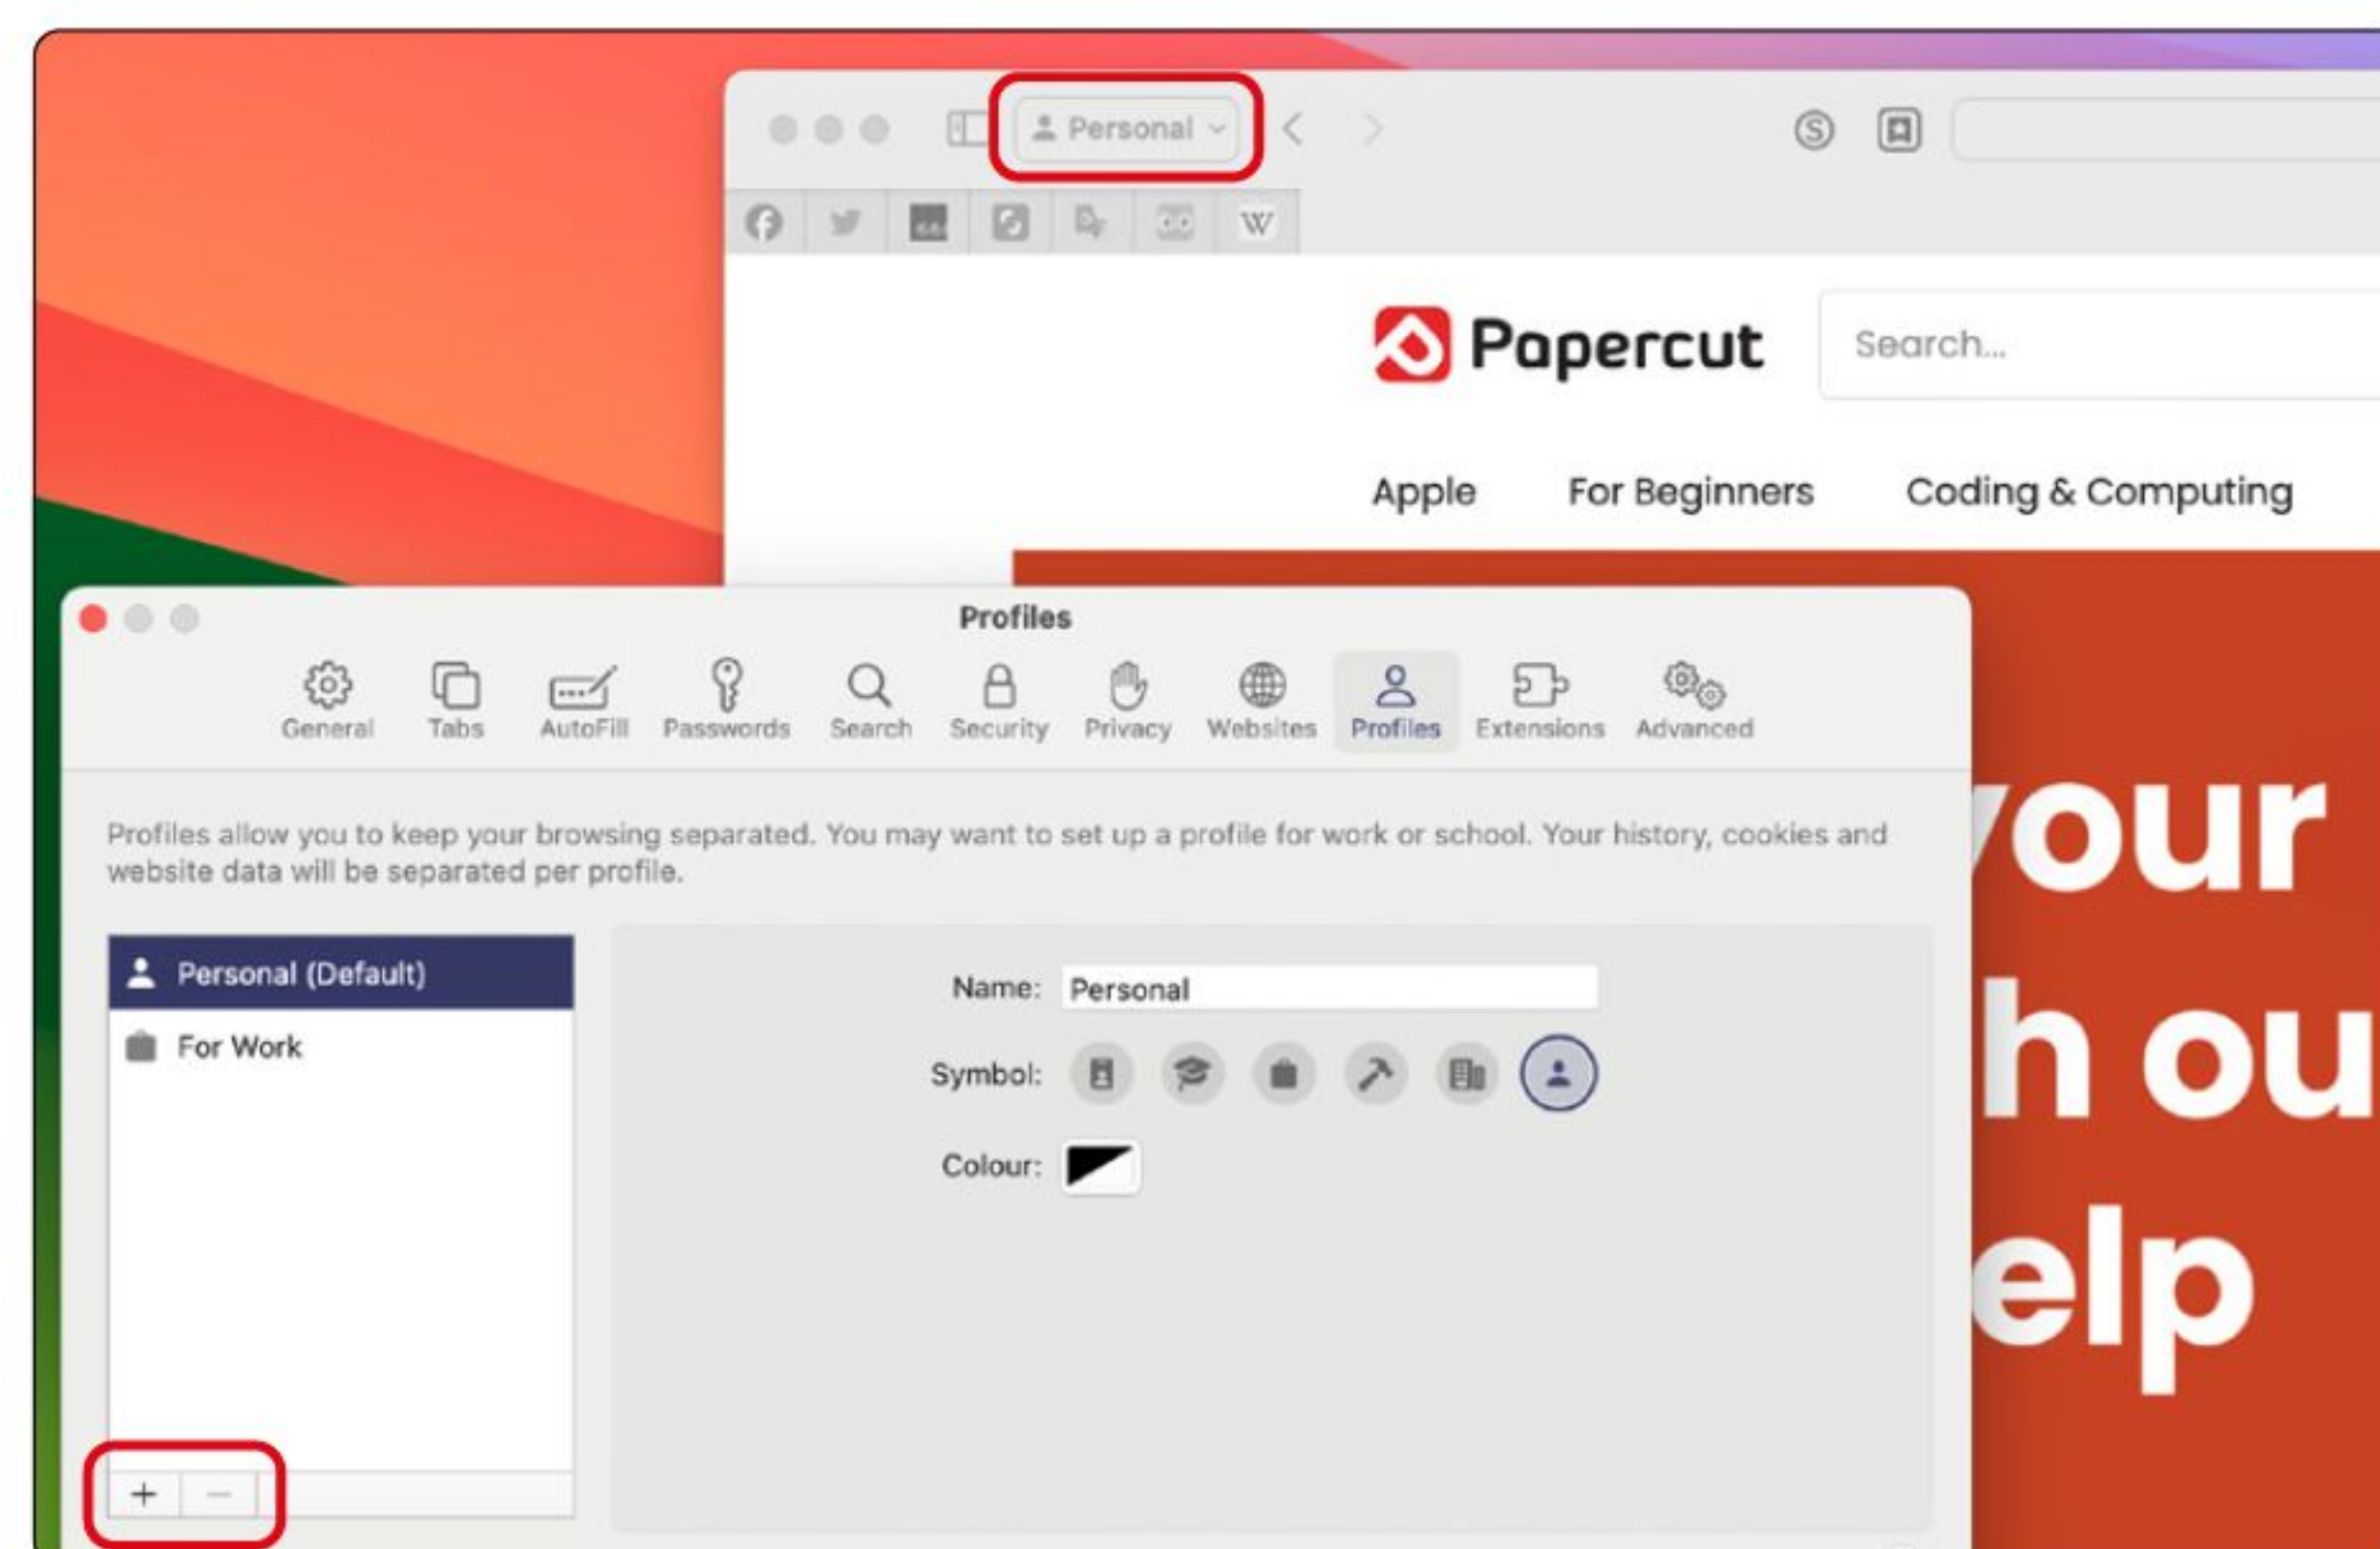 Personal
W
Papercut
Search...
Apple For Beginners Coding & Computing
Profiles
General Tabs AutoFill Passwords Search Security Privacy Websites Profiles Extensions Advanced
Profiles allow you to keep your browsing separated. You may want to set up a profile for work or school. Your history, cookies and
website data will be separated per profile.
your
Personal (Default)
Name: Personal
h ou
For Work
Symbol:
Colour:
elp